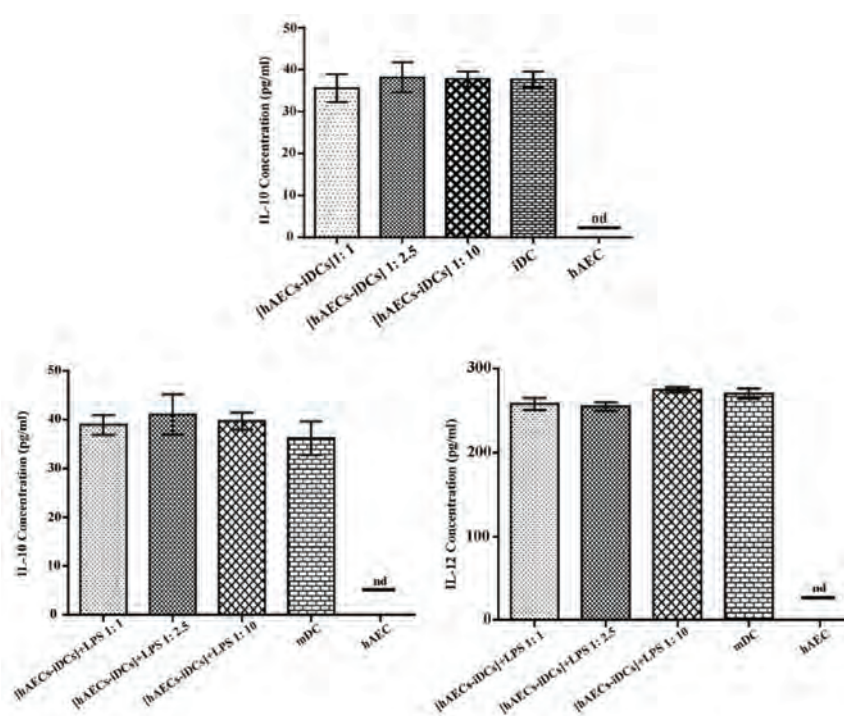 IL-10 Concentration (pg/ml)
50
40
30
20
10
0
nd
[hAECs-iDCs]1: 1
[hAECs-iDCs] 1: 2.5
[hAECs-iDCs] 1: 10
iDC
hAEC
IL-10 Concentration (pg/ml)
50
40
30
20
10
0
nd
[hAECs-iDCs]+LPS 1: 1
[hAECs-iDCs]+LPS 1: 2.5
[hAECs-iDCs]+LPS 1: 10
mDC
hAEC
IL-12 Concentration (pg/ml)
300
200
100
0
nd
[hAECs-iDCs]+LPS 1: 1
[hAECs-iDCs]+LPS 1: 2.5
[hAECs-iDCs]+LPS 1: 10
mDC
hAEC